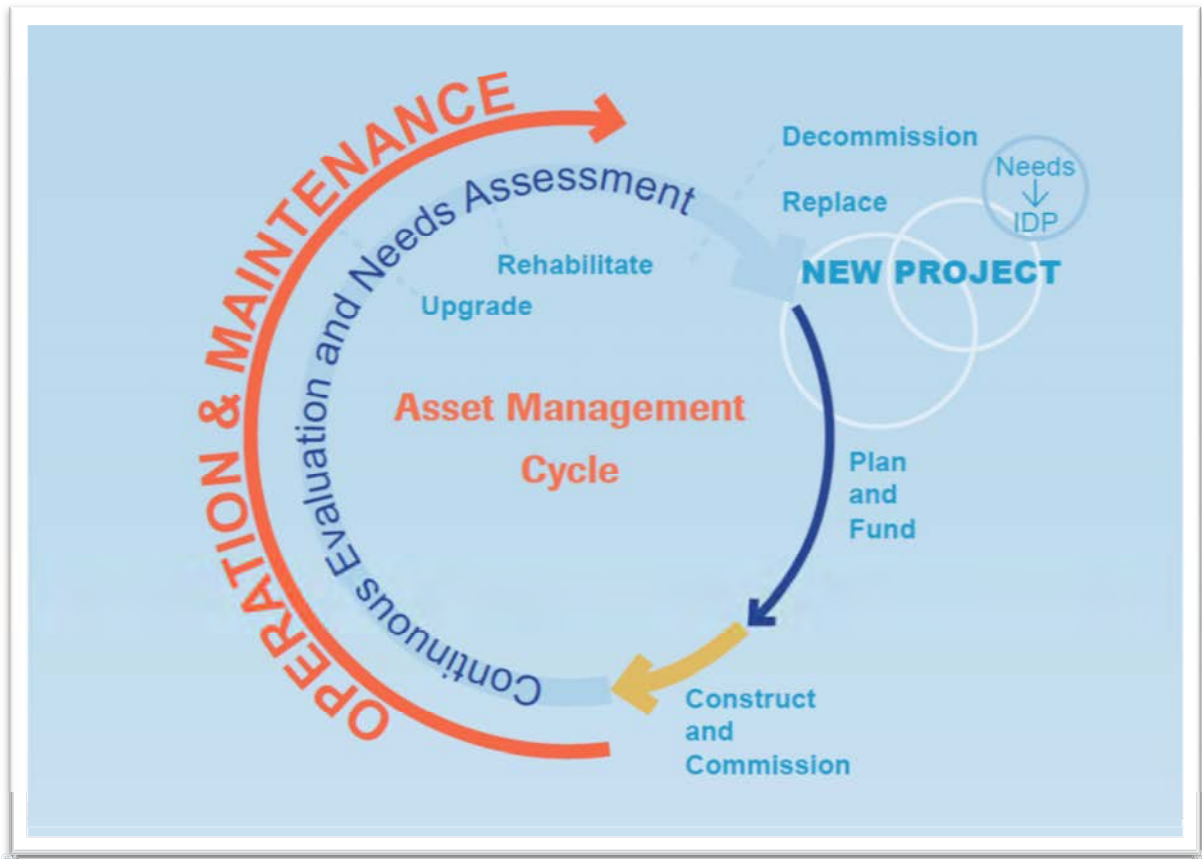 OPERATION & MAINTENANCE
Continuous Evaluation and Needs Assessment
Decommission
Replace
Needs
IDP
NEW PROJECT
Rehabilitate
Upgrade
Asset Management
Cycle
Plan
and
Fund
Construct
and
Commission